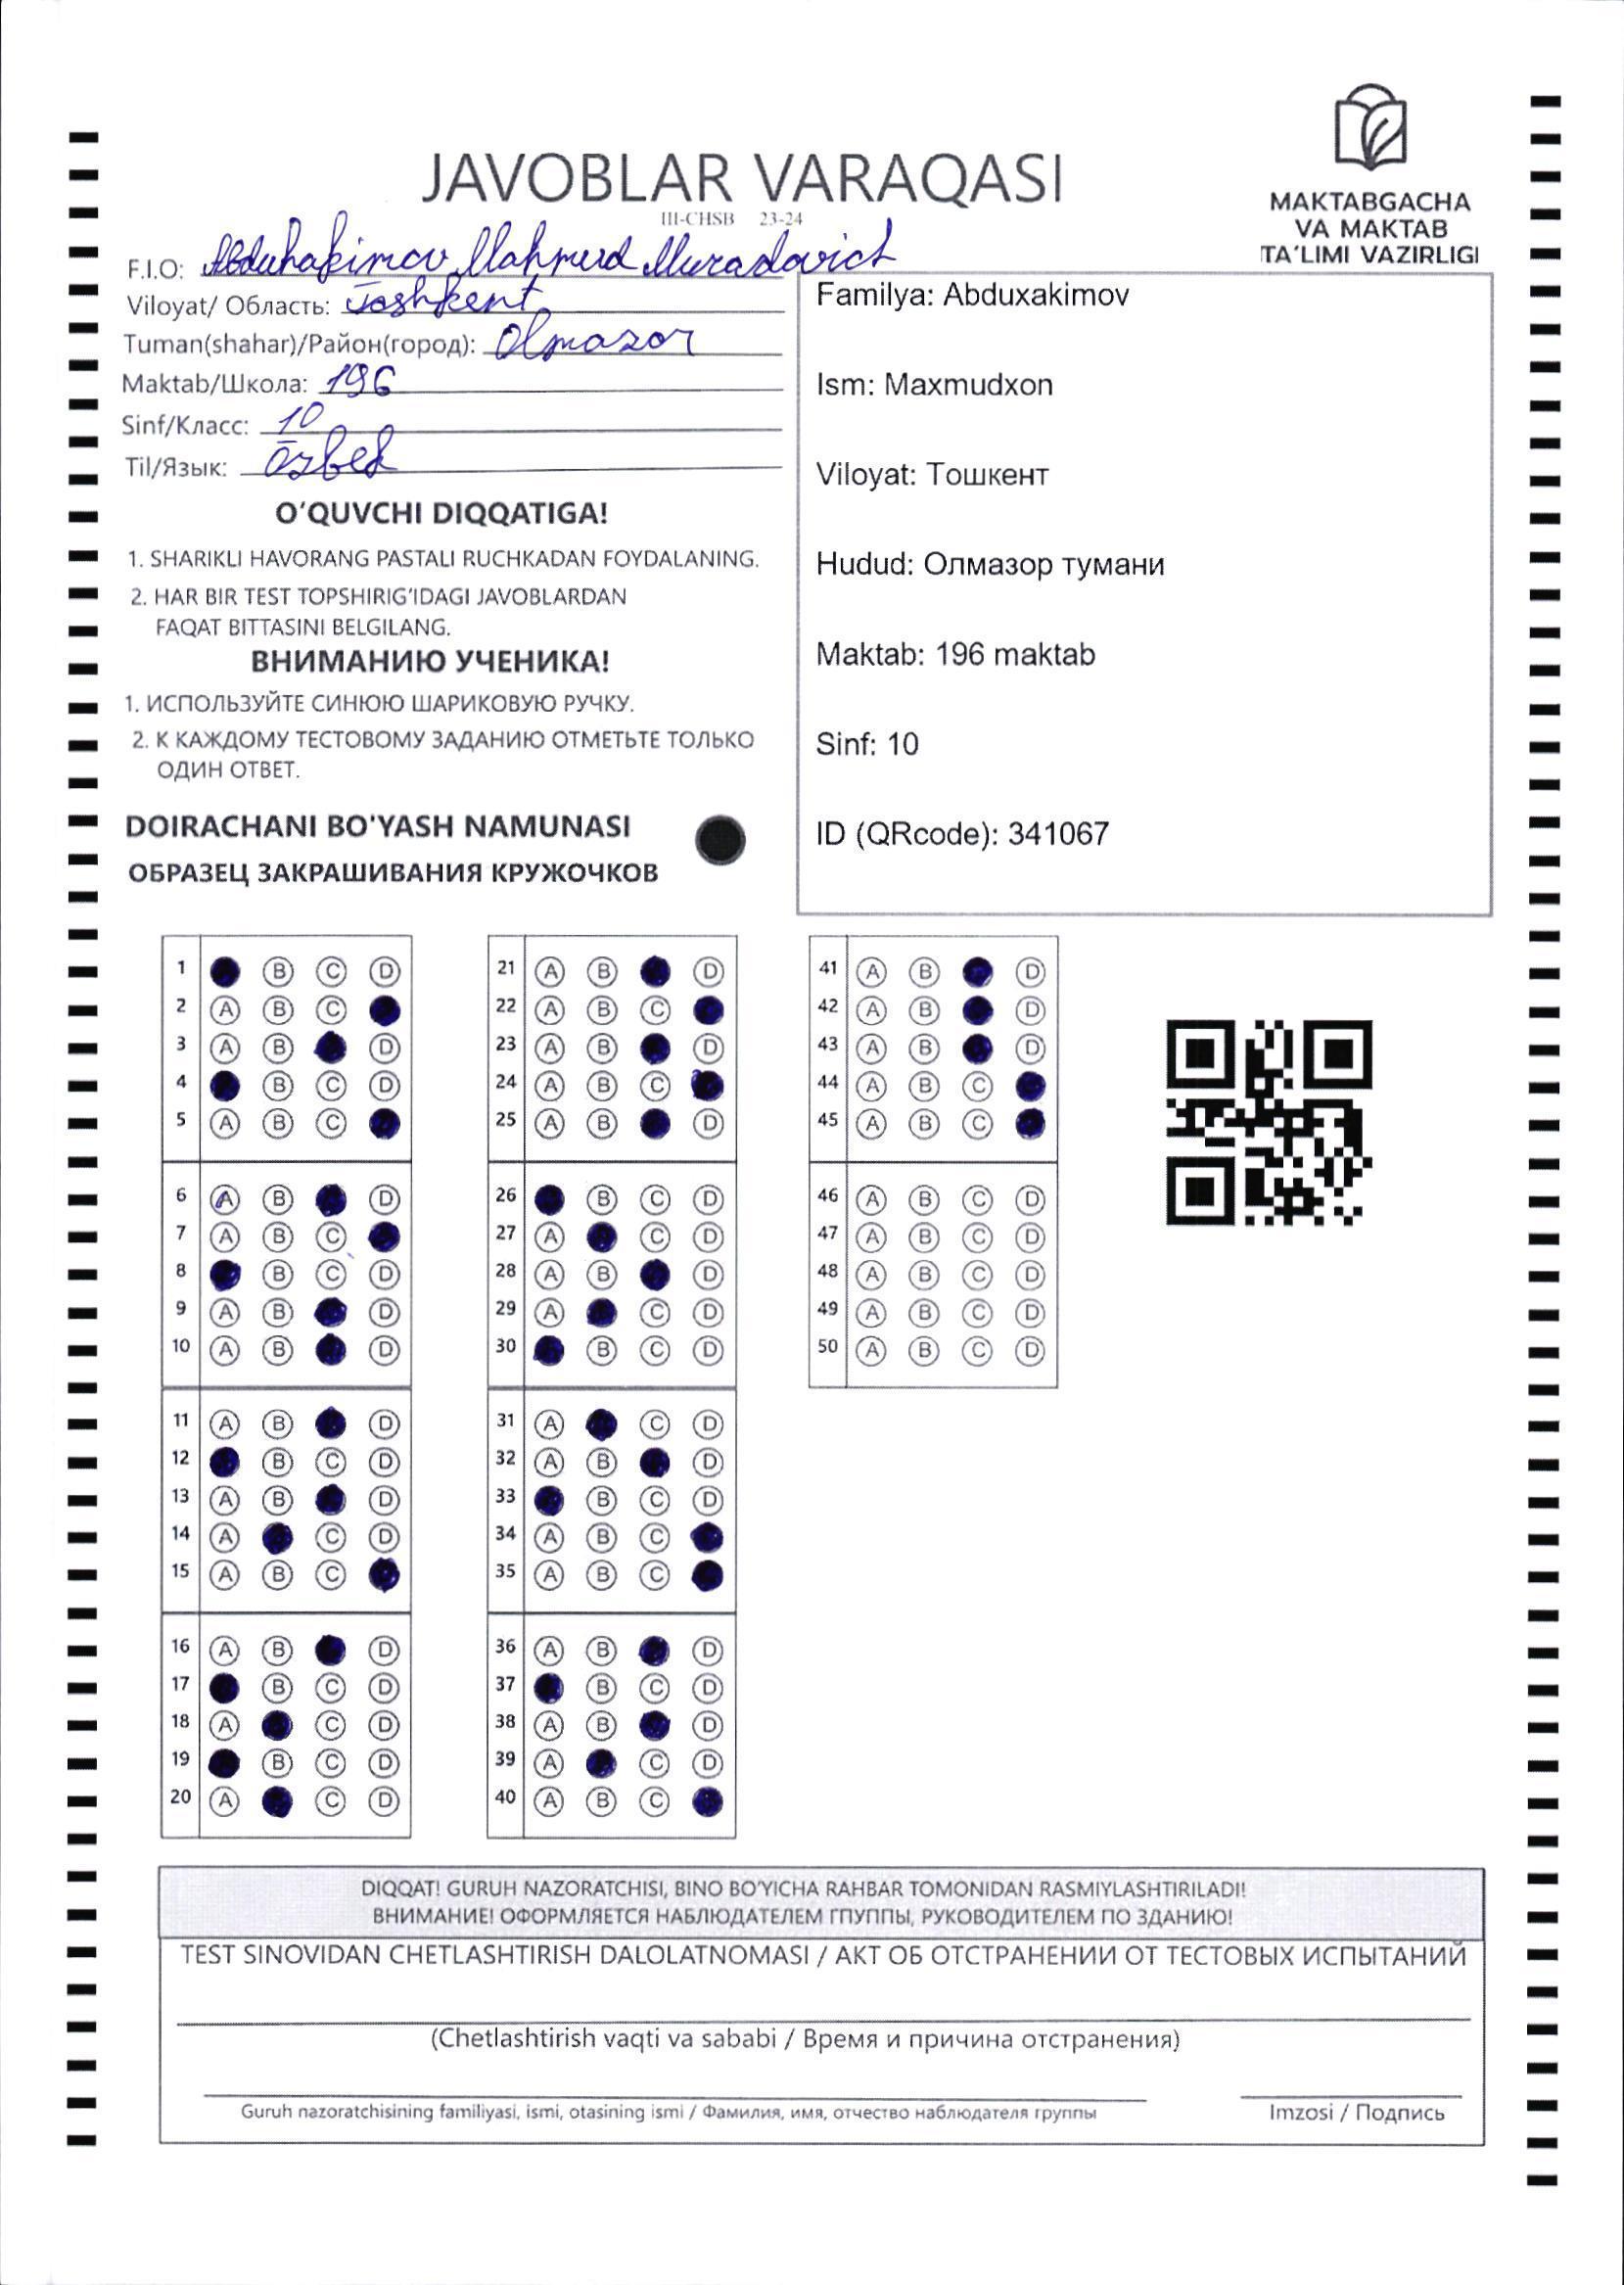 MAKTABGACHA
VA MAKTAB
TA'LIMI VAZIRLIGI
JAVOBLAR VARAQASI
III-CHSB 23-24
F.I.O: Abduhakimov Mahmud Muradovich
Viloyat/ Область: Toshkent
Tuman(shahar)/Район(город): Olmazor
Maktab/Школа: 196
Sinf/Класс: 10
Til/Язык: Ozbek
O'QUVCHI DIQQATIGA!
1. SHARIKLI HAVORANG PASTALI RUCHKADAN FOYDALANING.
2. HAR BIR TEST TOPSHIRIG'IDAGI JAVOBLARDAN
FAQAT BITTASINI BELGILANG.
ВНИМАНИЮ УЧЕНИКА!
1. ИСПОЛЬЗУЙТЕ СИНЮЮ ШАРИКОВУЮ РУЧКУ.
2. К КАЖДОМУ ТЕСТОВОМУ ЗАДАНИЮ ОТМЕТЬТЕ ТОЛЬКО
ОДИН ОТВЕТ.
DOIRACHANI BO'YASH NAMUNASI
ОБРАЗЕЦ ЗАКРАШИВАНИЯ КРУЖОЧКОВ
Familya: Abduxakimov
Ism: Maxmudxon
Viloyat: Тошкент
Hudud: Олмазор тумани
Maktab: 196 maktab
Sinf: 10
ID (QRcode): 341067
1 B C D
2 A B C
3 A B D
4 B C D
5 A B C
6 A B D
7 A B C
8 B C D
9 A B D
10 A B D
11 A B D
12 B C D
13 A B D
14 A C D
15 A B C
16 A B D
17 B C D
18 A C D
19 B C D
20 A C D
21 A B D
22 A B C
23 A B D
24 A B C
25 A B D
26 B C D
27 A C D
28 A B D
29 A C D
30 B C D
31 A C D
32 A B D
33 B C D
34 A B C
35 A B C
36 A B D
37 B C D
38 A B D
39 A C D
40 A B C
41 A B D
42 A B D
43 A B D
44 A B C
45 A B C
46 A B C D
47 A B C D
48 A B C D
49 A B C D
50 A B C D
DIQQAT! GURUH NAZORATCHISI, BINO BO'YICHA RAHBAR TOMONIDAN RASMIYLASHTIRILADI!
ВНИМАНИЕ! ОФОРМЛЯЕТСЯ НАБЛЮДАТЕЛЕМ ГПУППЫ, РУКОВОДИТЕЛЕМ ПО ЗДАНИЮ!
TEST SINOVIDAN CHETLASHTIRISH DALOLATNOMASI / АКТ ОБ ОТСТРАНЕНИИ ОТ ТЕСТОВЫХ ИСПЫТАНИЙ
(Chetlashtirish vaqti va sababi / Время и причина отстранения)
Guruh nazoratchisining familiyasi, ismi, otasining ismi / Фамилия, имя, отчество наблюдателя группы
Imzosi / Подпись